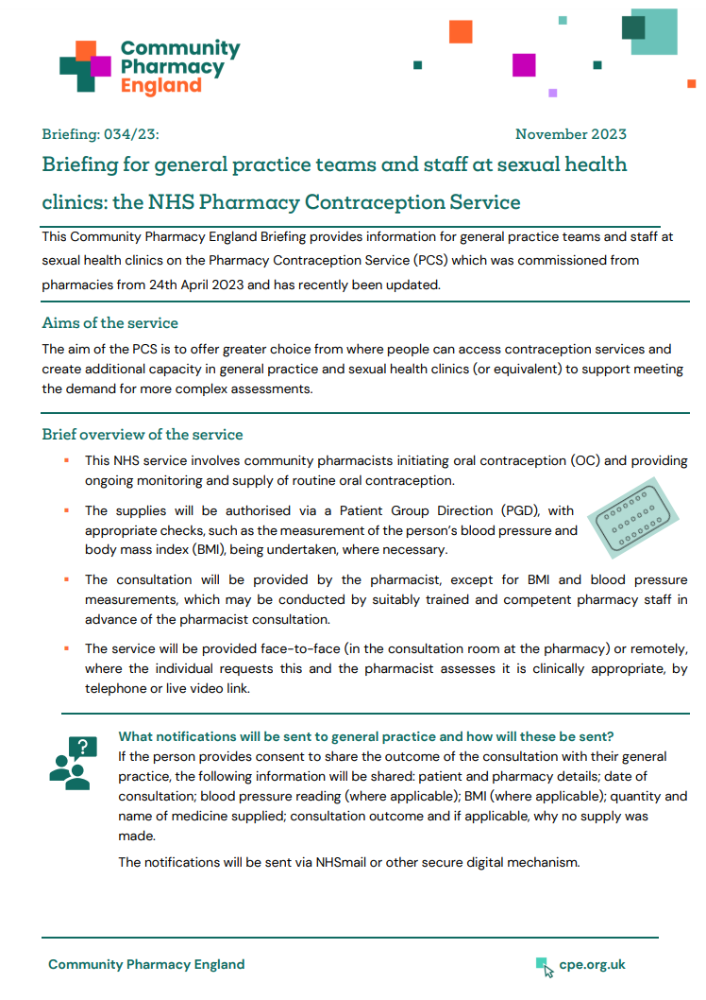 Community
Pharmacy
England
Briefing: 034/23: November 2023
Briefing for general practice teams and staff at sexual health
clinics: the NHS Pharmacy Contraception Service
This Community Pharmacy England Briefing provides information for general practice teams and staff at
sexual health clinics on the Pharmacy Contraception Service (PCS) which was commissioned from
pharmacies from 24th April 2023 and has recently been updated.
Aims of the service
The aim of the PCS is to offer greater choice from where people can access contraception services and
create additional capacity in general practice and sexual health clinics (or equivalent) to support meeting
the demand for more complex assessments.
Brief overview of the service
▪ This NHS service involves community pharmacists initiating oral contraception (OC) and providing
ongoing monitoring and supply of routine oral contraception.
▪ The supplies will be authorised via a Patient Group Direction (PGD), with
appropriate checks, such as the measurement of the person's blood pressure and
body mass index (BMI), being undertaken, where necessary.
▪ The consultation will be provided by the pharmacist, except for BMI and blood pressure
measurements, which may be conducted by suitably trained and competent pharmacy staff in
advance of the pharmacist consultation.
▪ The service will be provided face-to-face (in the consultation room at the pharmacy) or remotely,
where the individual requests this and the pharmacist assesses it is clinically appropriate, by
telephone or live video link.
?
What notifications will be sent to general practice and how will these be sent?
If the person provides consent to share the outcome of the consultation with their general
practice, the following information will be shared: patient and pharmacy details; date of
consultation; blood pressure reading (where applicable); BMI (where applicable); quantity and
name of medicine supplied; consultation outcome and if applicable, why no supply was
made.
The notifications will be sent via NHSmail or other secure digital mechanism.
Community Pharmacy England cpe.org.uk